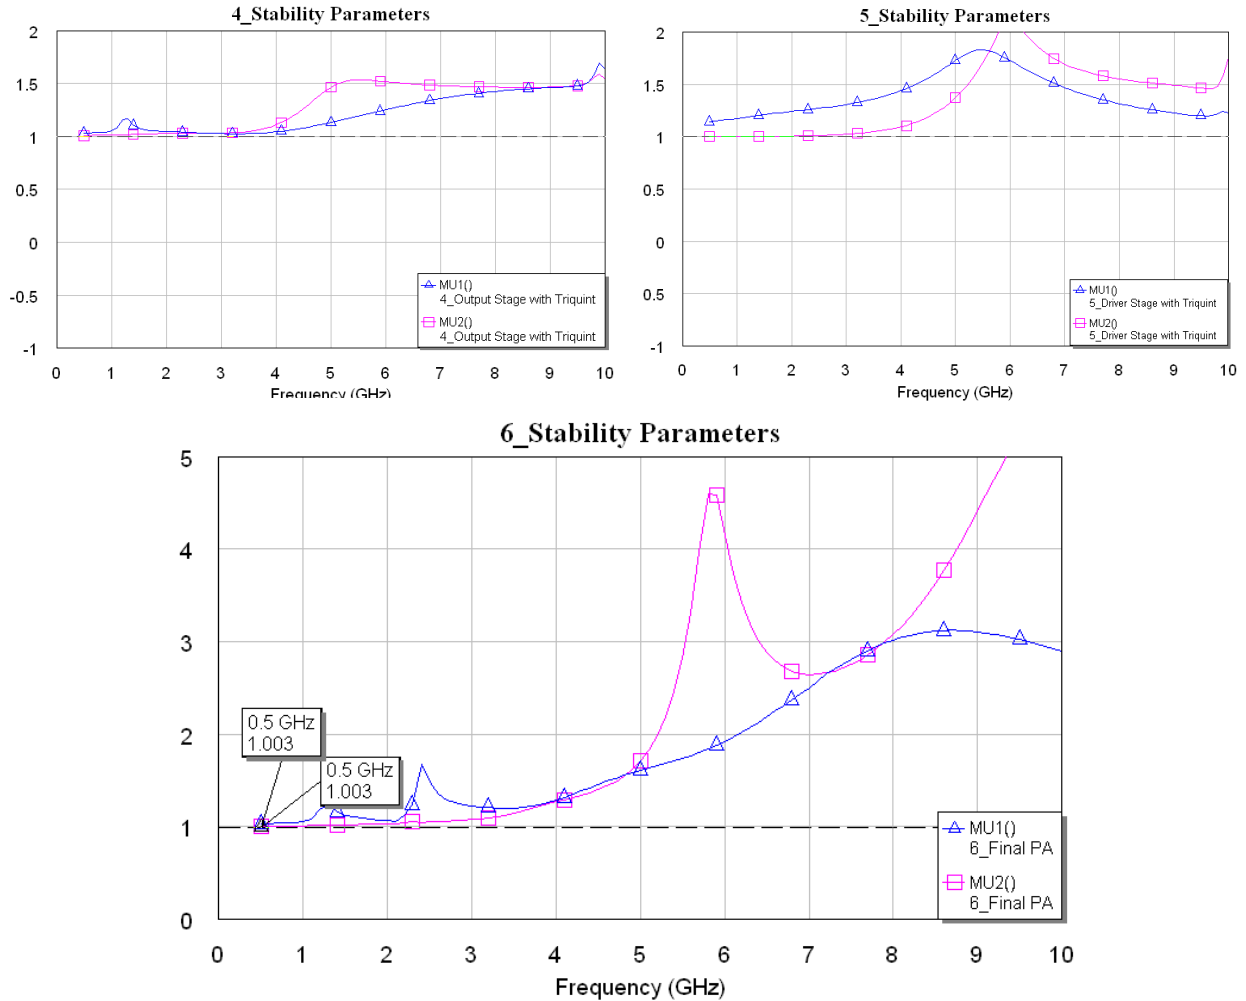 4_Stability Parameters
2
1.5
1
0.5
0
-0.5
-1
0 1 2 3 4 5 6 7 8 9 10
Frequency (GHz)
MU1()
4_Output Stage with Triquint
MU2()
4_Output Stage with Triquint
5_Stability Parameters
2
1.5
1
0.5
0
0.5
-1
0 1 2 3 4 5 6 7 8 9 10
Frequency (GHz)
MU1()
5_Driver Stage with Triquint
MU2()
5_Driver Stage with Triquint
6_Stability Parameters
5
4
3
2
1
0
0 1 2 3 4 5 6 7 8 9 10
Frequency (GHz)
0.5 GHz
1.003
0.5 GHz
1.003
MU1()
6_Final PA
MU2()
6_Final PA